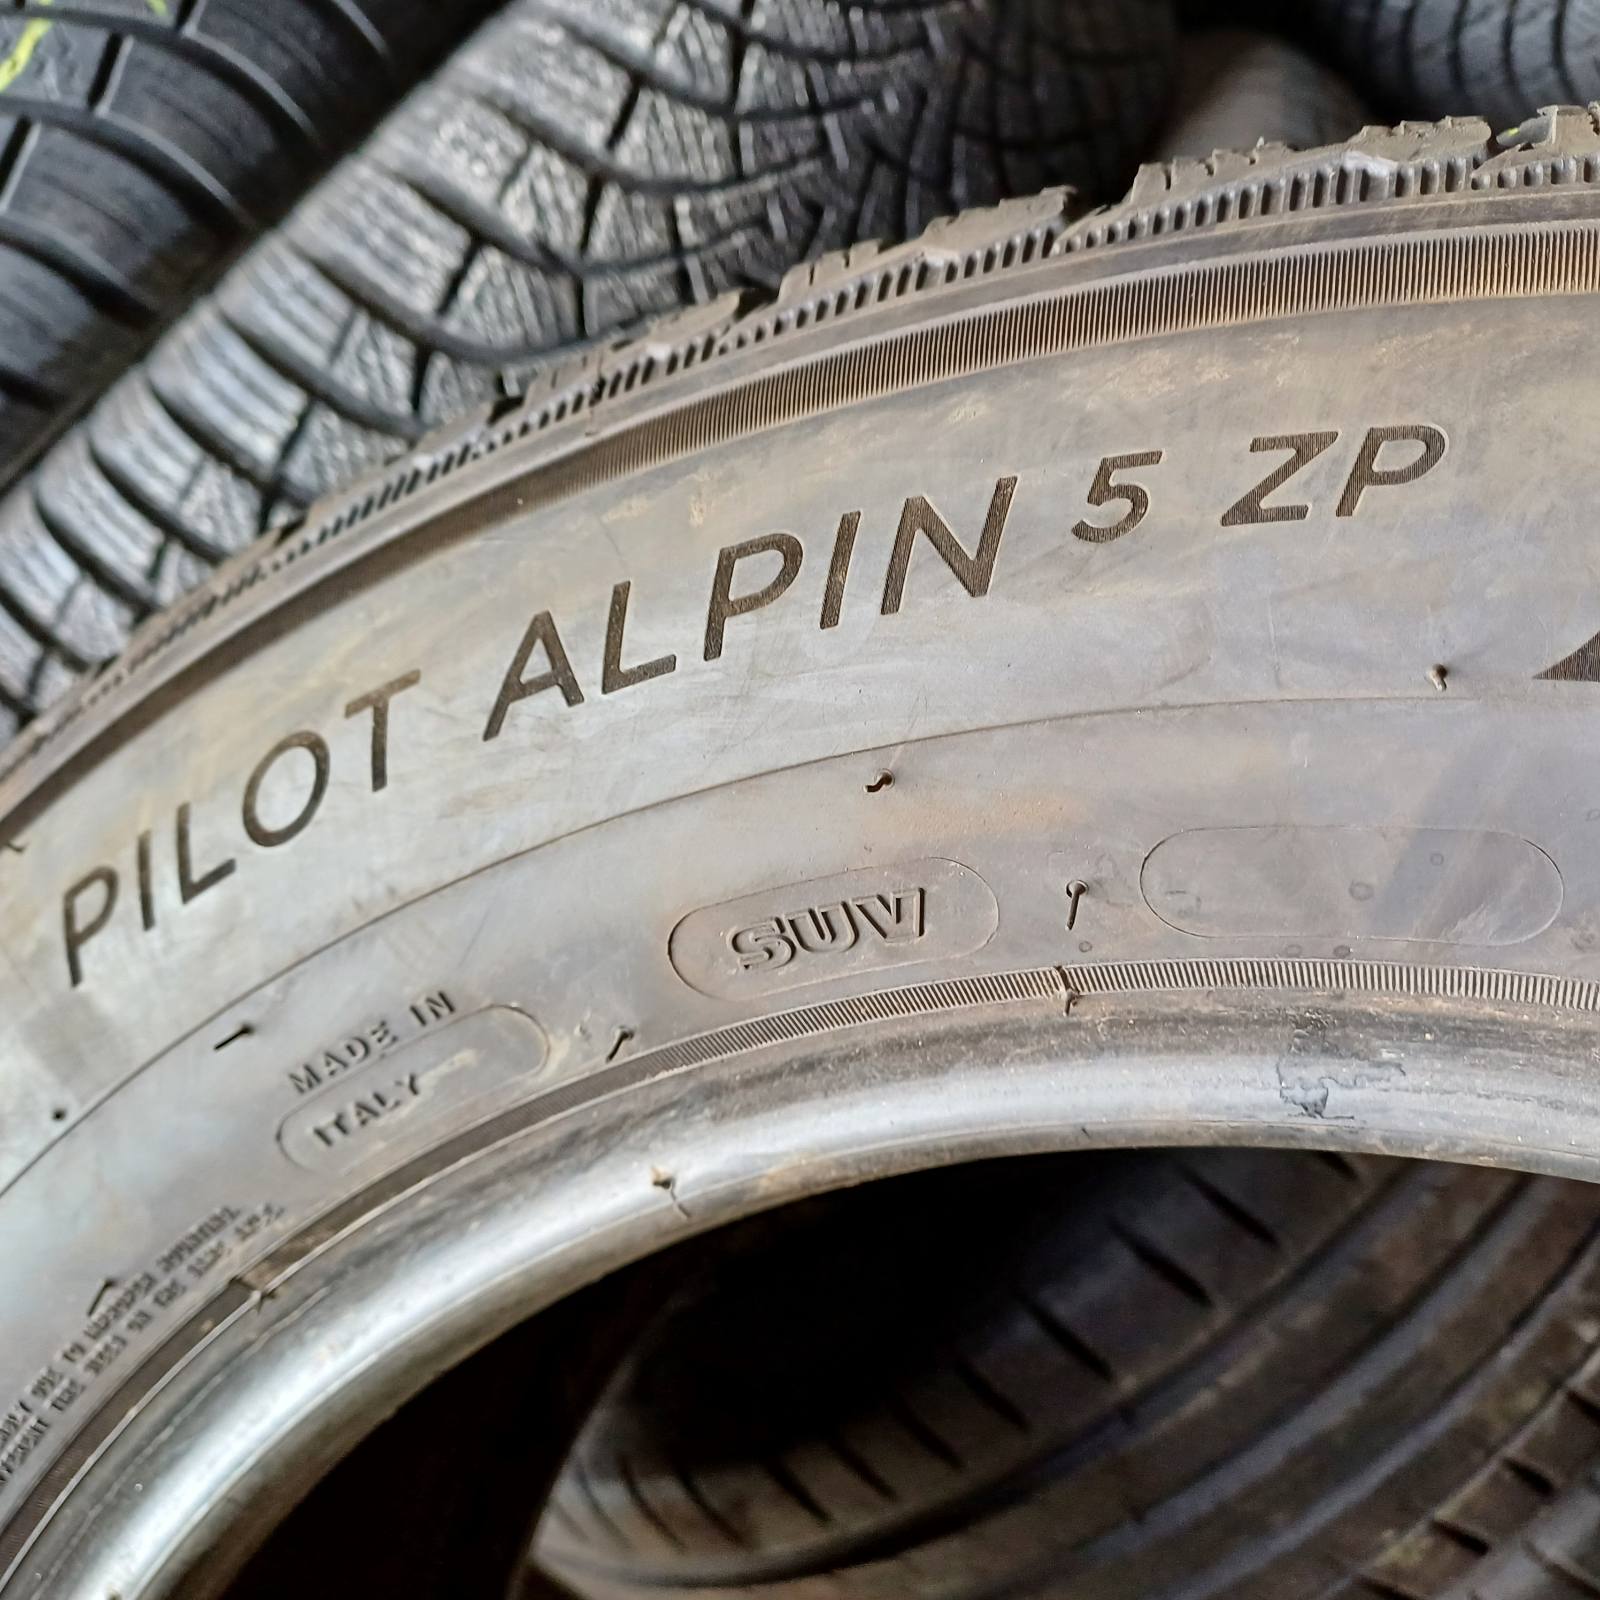 PILOT ALPIN 5 ZP
SUV
MADE IN
ITALY